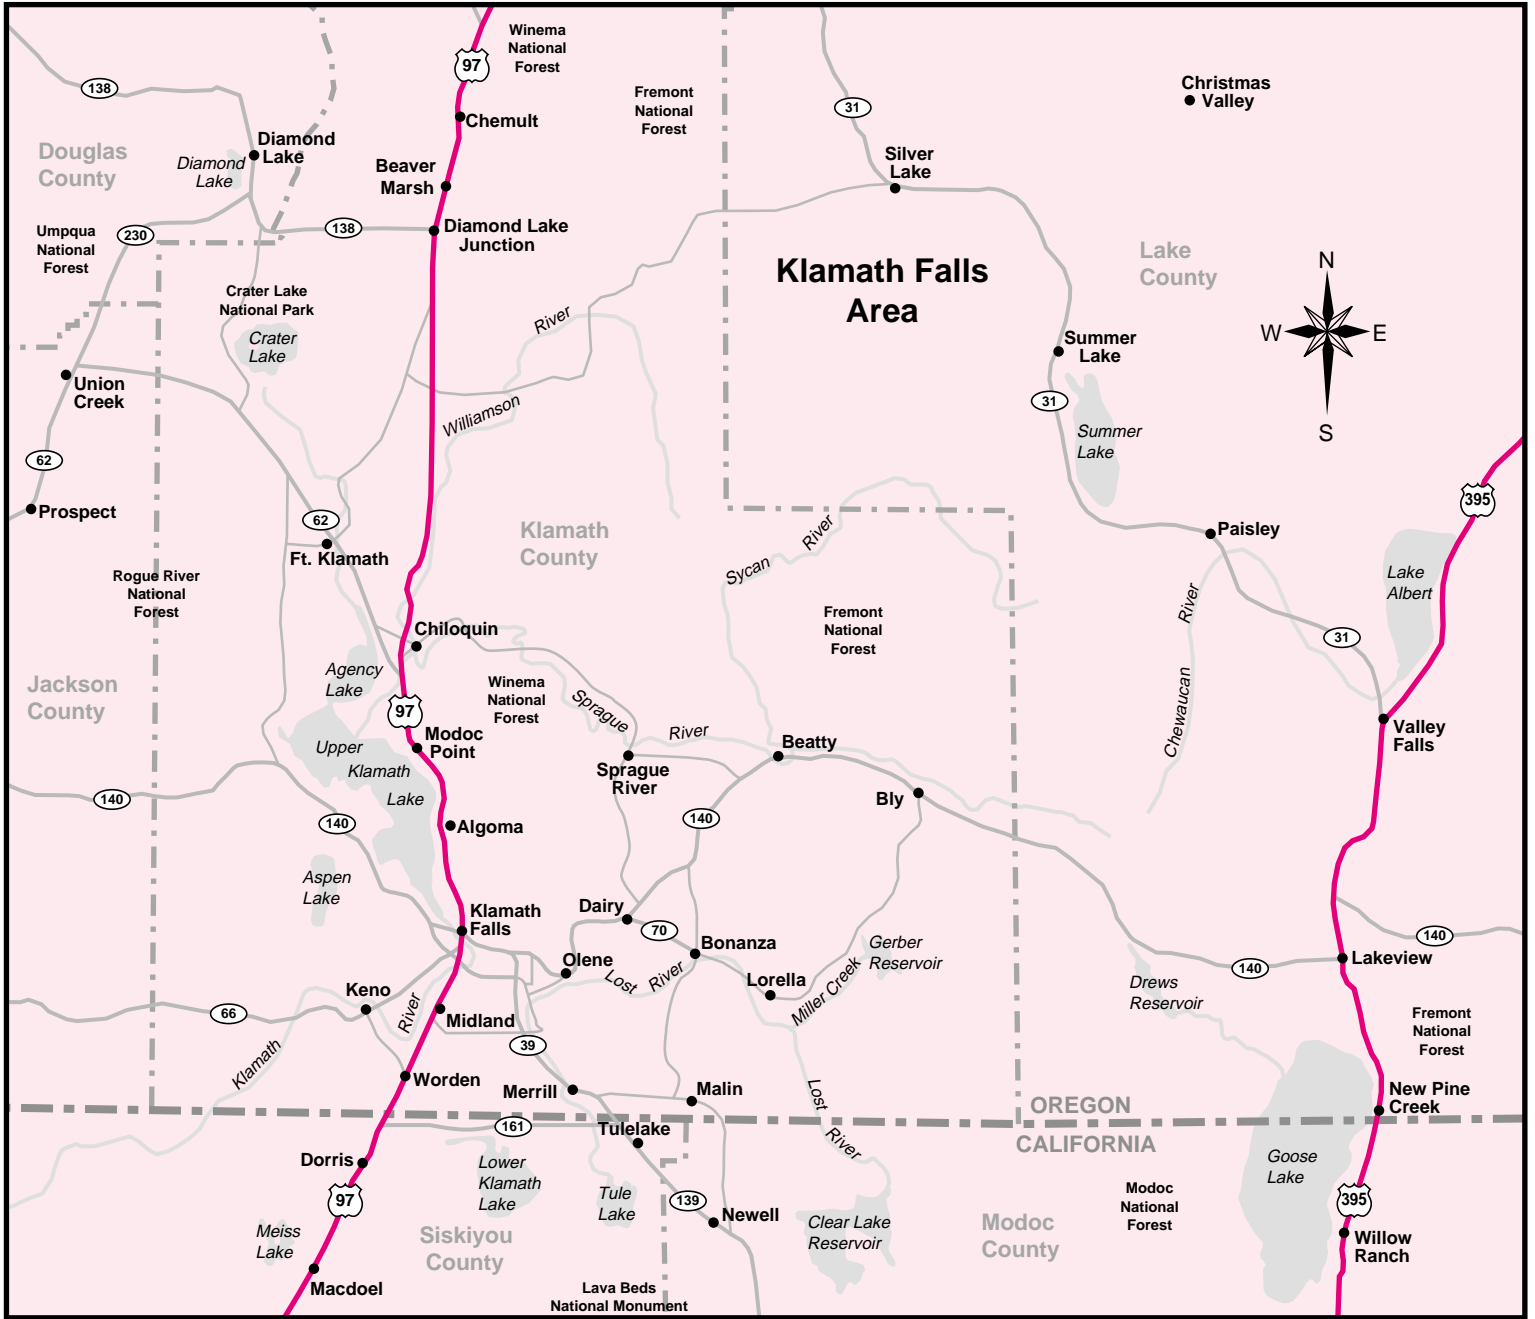 Winema
National
Forest
97
138
Fremont
National
Forest
31
Christmas
Valley
Chemult
Douglas
County
Diamond
Lake
Diamond
Lake
Beaver
Marsh
Silver
Lake
Umpqua
National
Forest
230
138
Diamond Lake
Junction
Klamath Falls
Area
Lake
County
N
W
E
S
Crater Lake
National Park
Crater
Lake
River
Summer
Lake
Union
Creek
Williamson
31
Summer
Lake
62
Prospect
62
Ft. Klamath
Klamath
County
Sycan
River
395
Paisley
Rogue River
National
Forest
Lake
Albert
Chiloquin
Fremont
National
Forest
River
Chewaucan
31
Jackson
County
Agency
Lake
Winema
National
Forest
97
Sprague
River
Modoc
Point
Upper
Klamath
Lake
Beatty
Valley
Falls
Sprague
River
140
140
Algoma
140
Bly
Aspen
Lake
Klamath
Falls
Dairy
70
Bonanza
Gerber
Reservoir
140
Olene
Lost
River
Lorella
Miller Creek
140
Lakeview
Keno
66
River
Midland
Drews
Reservoir
Fremont
National
Forest
Klamath
39
Worden
Merrill
Malin
Lost
River
New Pine
Creek
OREGON
CALIFORNIA
161
Tulelake
Dorris
Lower
Klamath
Lake
Goose
Lake
97
Tule
Lake
139
Newell
Modoc
National
Forest
395
Meiss
Lake
Siskiyou
County
Clear Lake
Reservoir
Modoc
County
Willow
Ranch
Macdoel
Lava Beds
National Monument